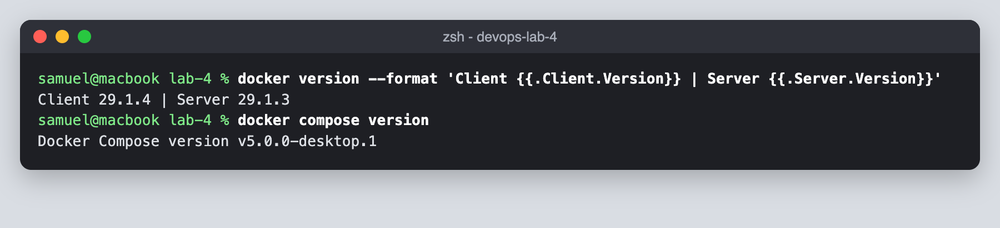 zsh - devops-lab-4
samuel@macbook lab-4 % docker version --format 'Client {{.Client.Version}} | Server {{.Server.Version}}'
Client 29.1.4 | Server 29.1.3
samuel@macbook lab-4 % docker compose version
Docker Compose version v5.0.0-desktop.1